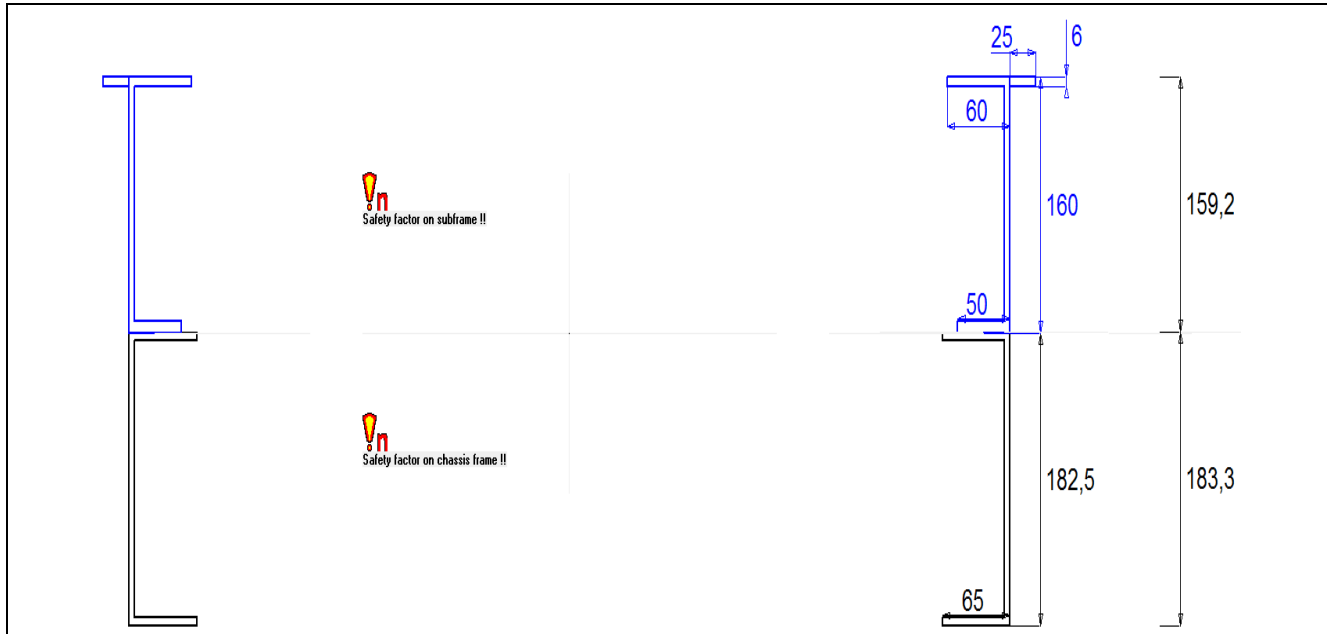 25
6
60
160
159,2
n
Safety factor on subframe !!
50
n
Safety factor on chassis frame !!
182,5
183,3
65